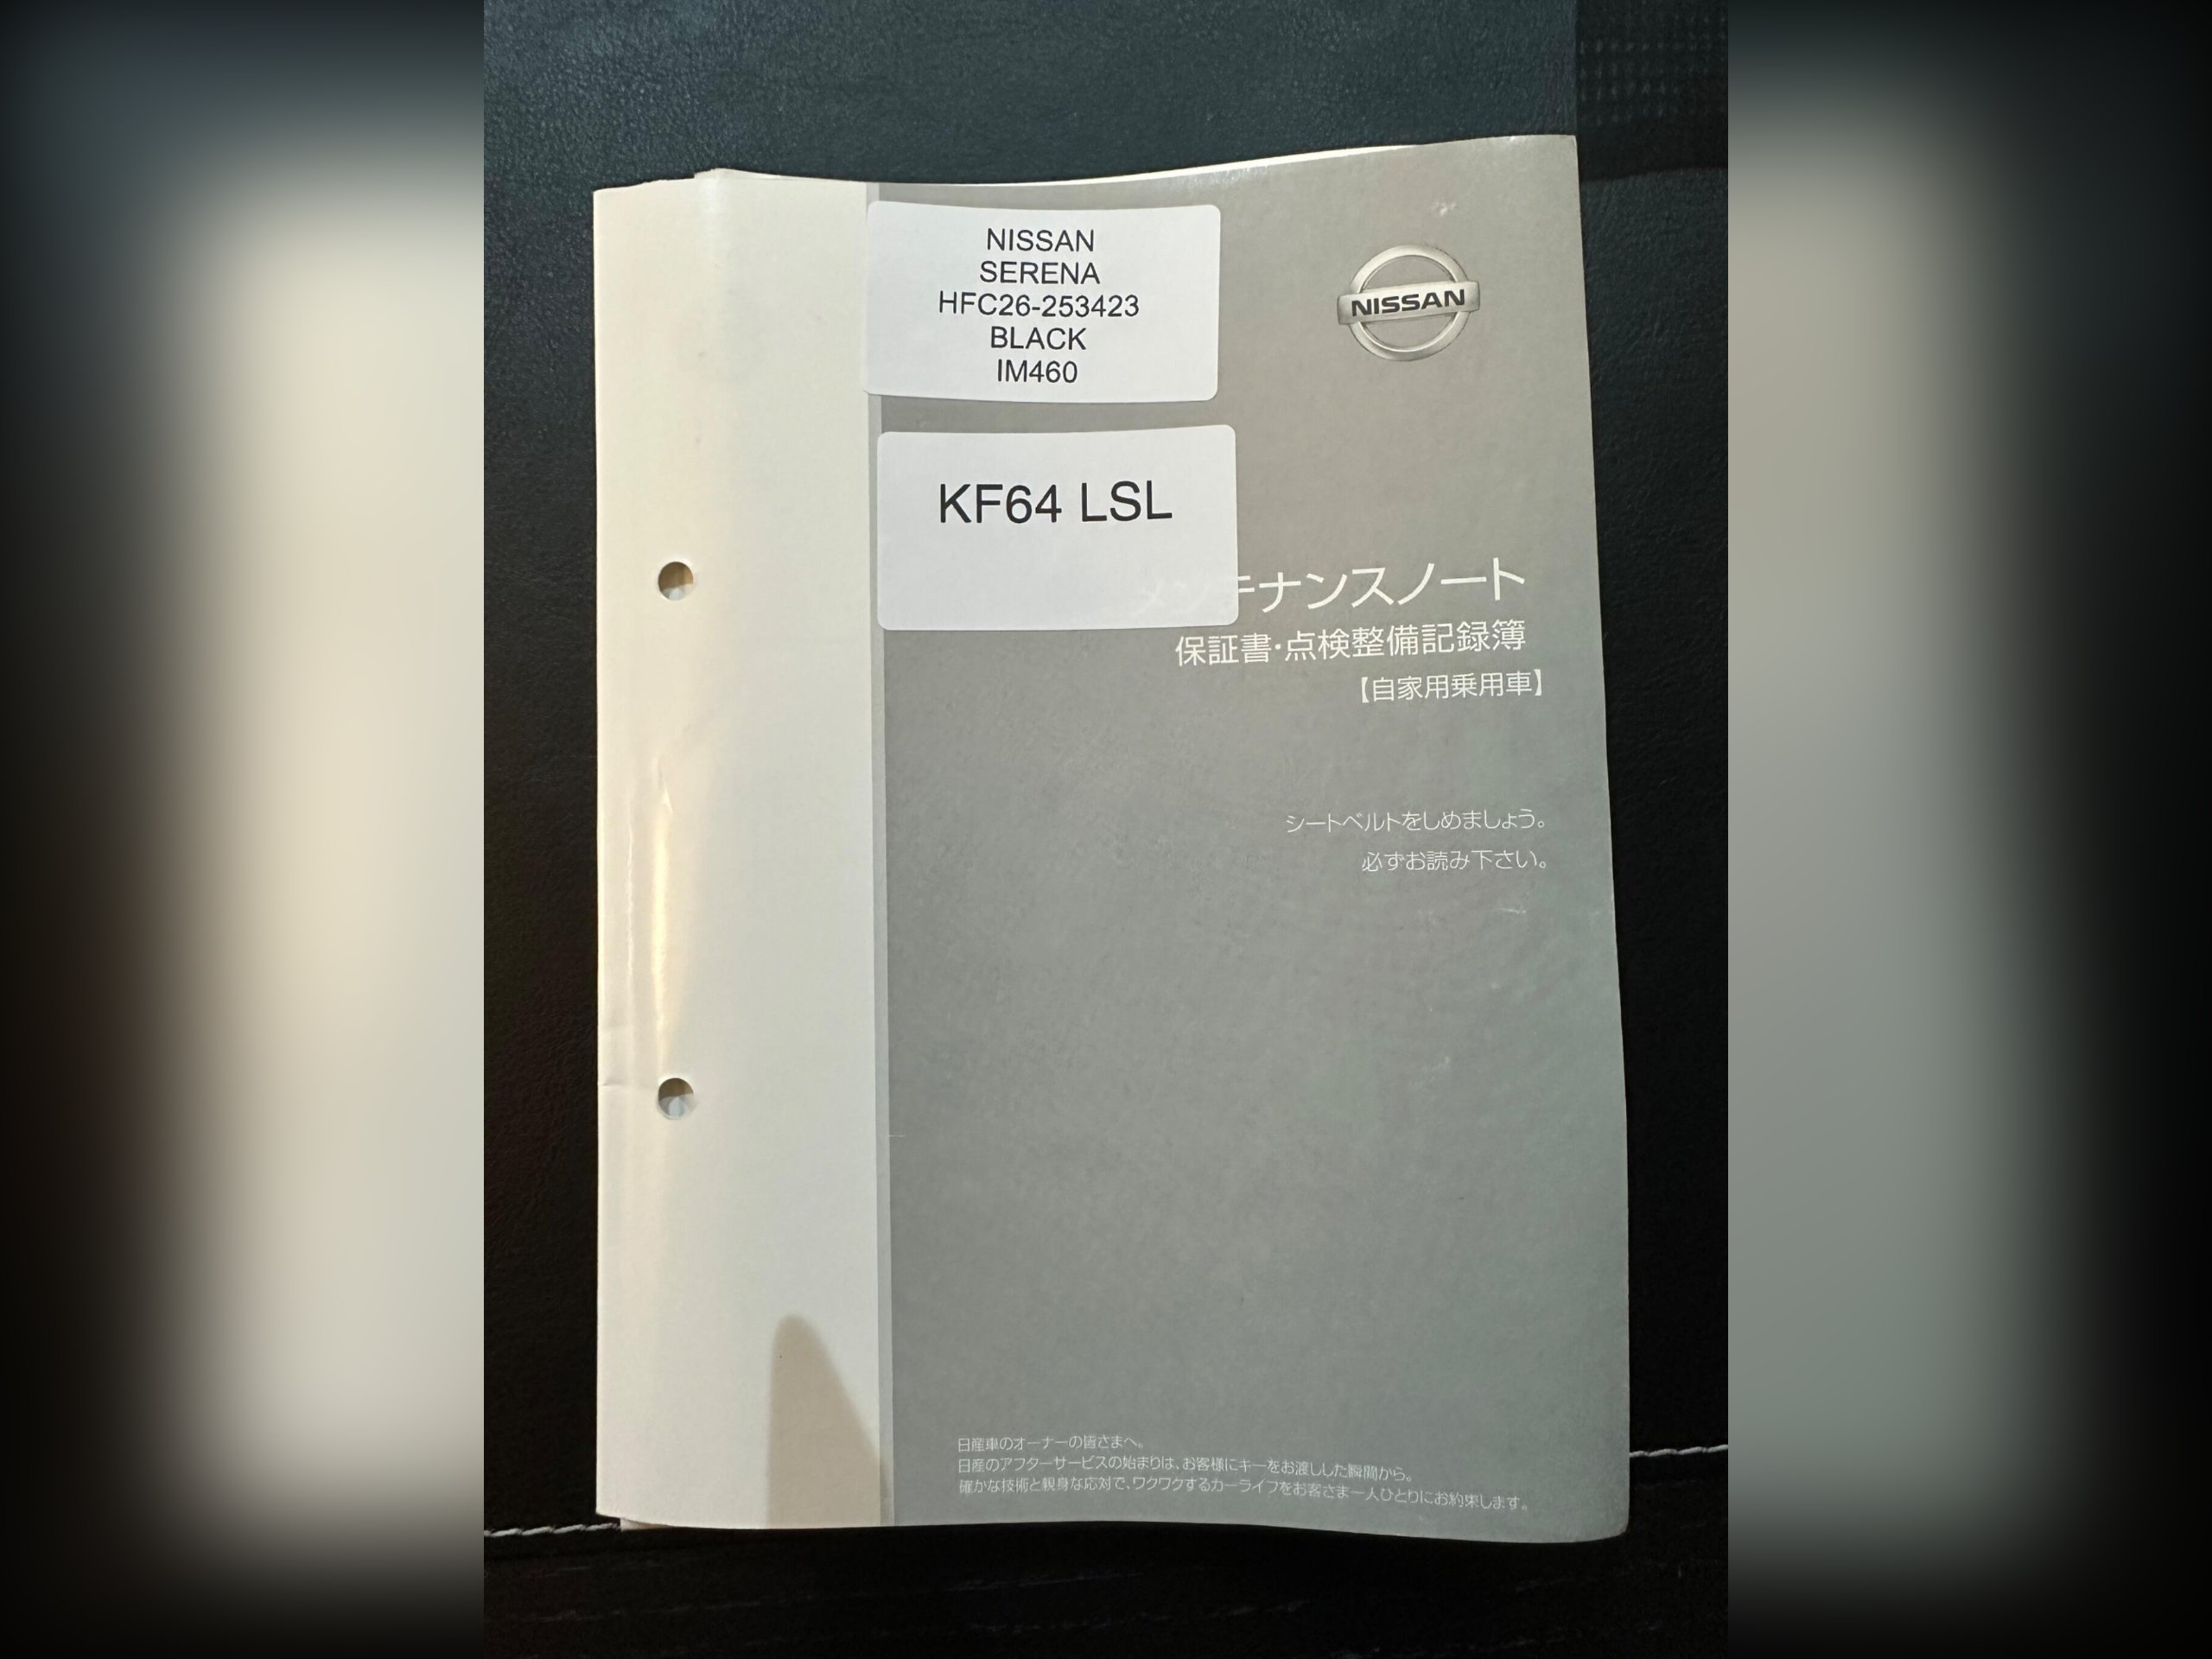 NISSAN
SERENA
HFC26-253423
BLACK
IM460
NISSAN
KF64 LSL
メンテナンスノート
保証書・点検整備記録簿
【自家用乗用車】
シートベルトをしめましょう。
必ずお読み下さい。
日産車のオーナーの皆さまへ。
日産のアフターサービスの始まりは、お客様にキーをお渡しした瞬間から。
確かな技術と親身な応対で、ワクワクするカーライフをお客さま一人ひとりにお約束します。